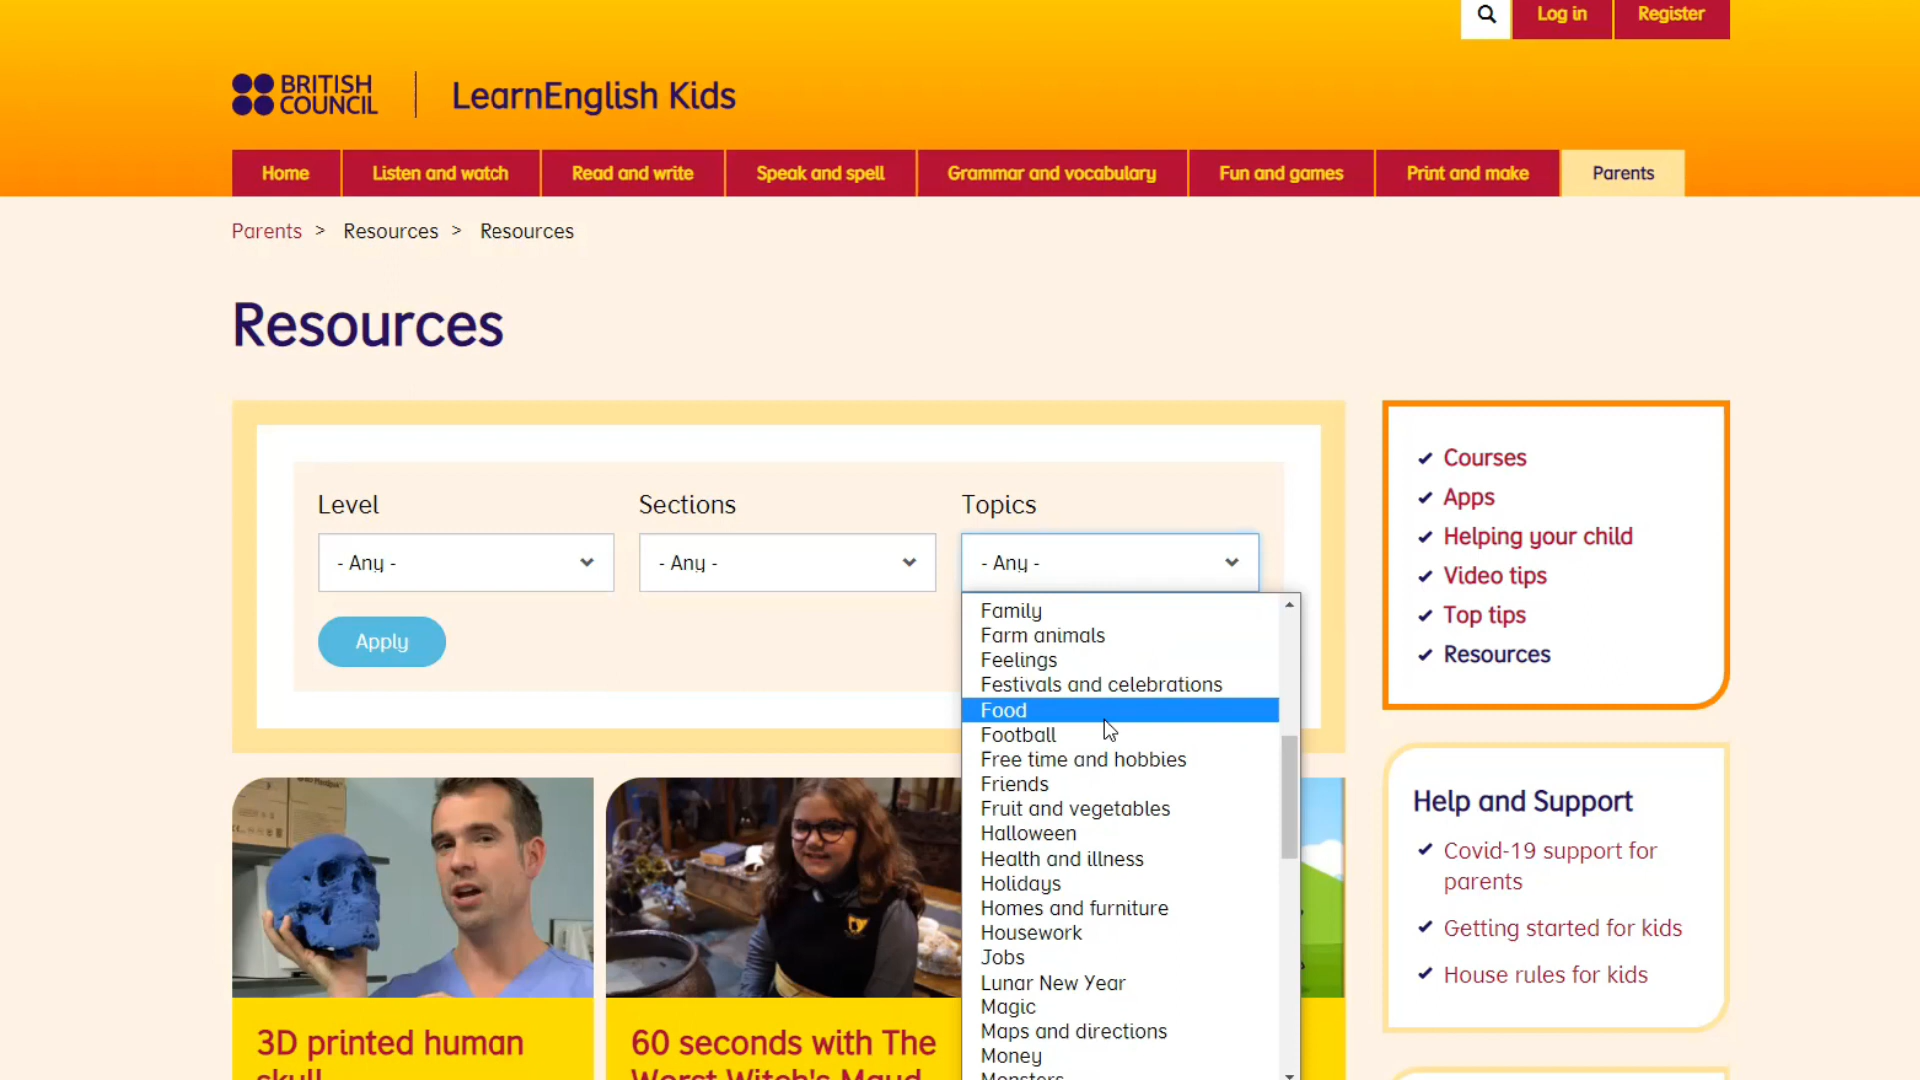 Log in
Register
BRITISH
COUNCIL
LearnEnglish Kids
Home
Listen and watch
Read and write
Speak and spell
Grammar and vocabulary
Fun and games
Print and make
Parents
Parents > Resources > Resources
Resources
Level
Sections
Topics
- Any -
- Any -
- Any -
Apply
Family
Farm animals
Feelings
Festivals and celebrations
Food
Football
Free time and hobbies
Friends
Fruit and vegetables
Halloween
Health and illness
Holidays
Homes and furniture
Housework
Jobs
Lunar New Year
Magic
Maps and directions
Money
Monsters
Courses
Apps
Helping your child
Video tips
Top tips
Resources
Help and Support
Covid-19 support for
parents
Getting started for kids
House rules for kids
3D printed human
skull
60 seconds with The
Worst Witch's Maud